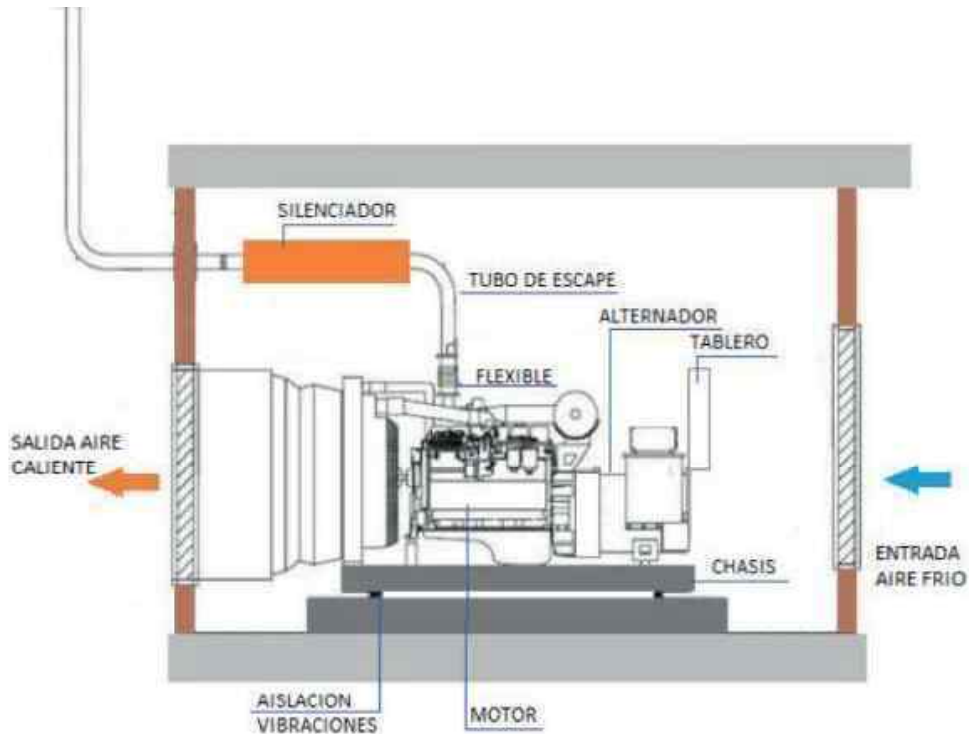 SILENCIADOR
TUBO DE ESCAPE
ALTERNADOR
TABLERO
FLEXIBLE
SALIDA AIRE
CALIENTE
ENTRADA
AIRE FRIO
CHASIS
AISLACION
VIBRACIONES
MOTOR